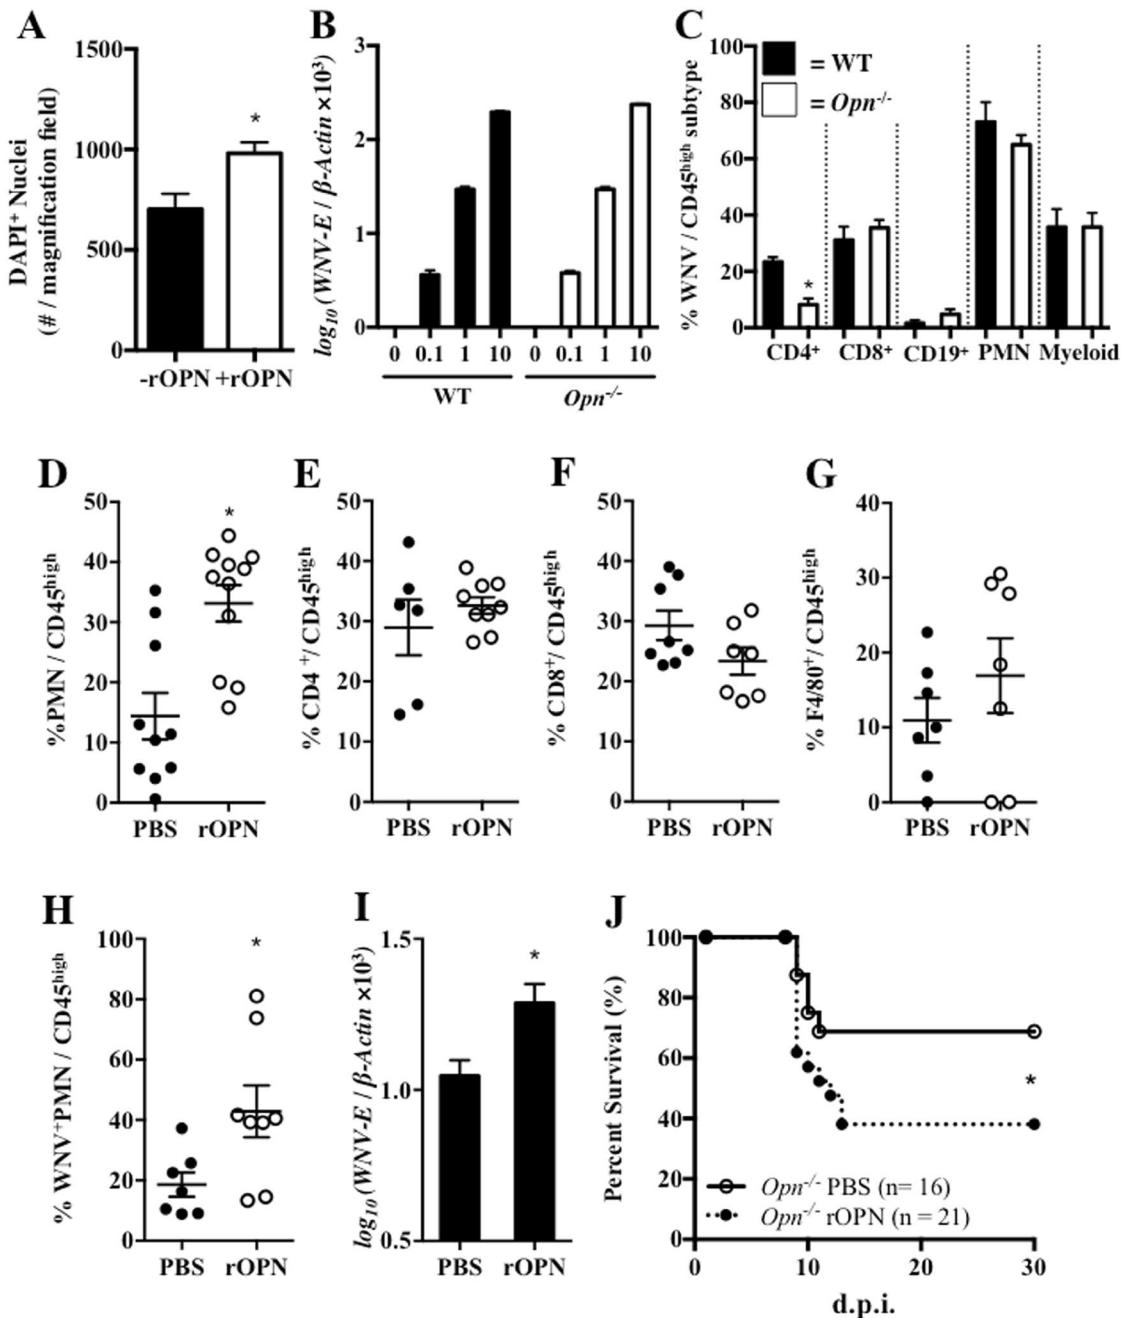 A
DAPI⁺ Nuclei
(# / magnification field)
1500
1000
500
0
*
-rOPN +rOPN
B
log₁₀ (WNV-E / β-Actin ×10³)
3
2
1
0
0 0.1 1 10 0 0.1 1 10
WT Opn⁻/⁻
C
% WNV / CD45ʰⁱᵍʰ subtype
100
80
60
40
20
0
= WT
= Opn⁻/⁻
*
CD4⁺ CD8⁺ CD19⁺ PMN Myeloid
D
%PMN / CD45ʰⁱᵍʰ
50
40
30
20
10
0
*
PBS rOPN
E
% CD4 ⁺/ CD45ʰⁱᵍʰ
50
40
30
20
10
0
PBS rOPN
F
% CD8⁺/ CD45ʰⁱᵍʰ
50
40
30
20
10
0
PBS rOPN
G
% F4/80⁺/ CD45ʰⁱᵍʰ
40
30
20
10
0
PBS rOPN
H
% WNV⁺PMN / CD45ʰⁱᵍʰ
100
80
60
40
20
0
*
PBS rOPN
I
log₁₀ (WNV-E / β-Actin ×10³)
1.5
1.0
0.5
*
PBS rOPN
J
Percent Survival (%)
100
80
60
40
20
0
*
Opn⁻/⁻ PBS (n= 16)
Opn⁻/⁻ rOPN (n = 21)
0 10 20 30
d.p.i.